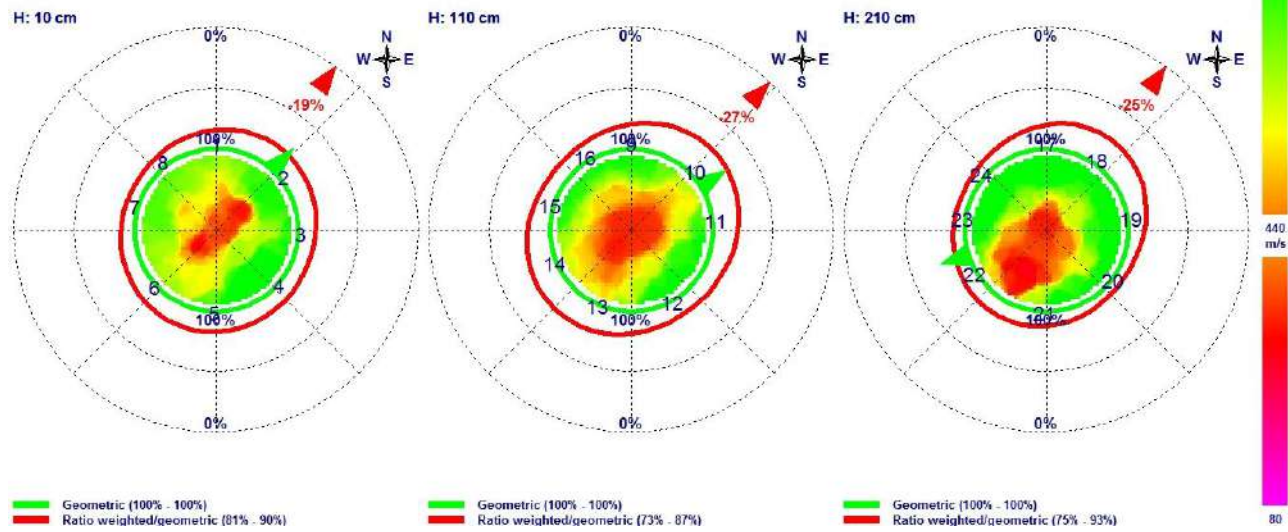 H: 10 cm
0%
N
W E
S
-19%
100%
1
2
3
4
5
6
7
8
100%
0%
Geometric (100% - 100%)
Ratio weighted/geometric (81% - 90%)
H: 110 cm
0%
N
W E
S
-27%
100%
9
10
11
12
13
14
15
16
100%
0%
Geometric (100% - 100%)
Ratio weighted/geometric (73% - 87%)
H: 210 cm
0%
N
W E
S
-25%
100%
17
18
19
20
21
22
23
24
100%
0%
Geometric (100% - 100%)
Ratio weighted/geometric (75% - 93%)
440
m/s
80